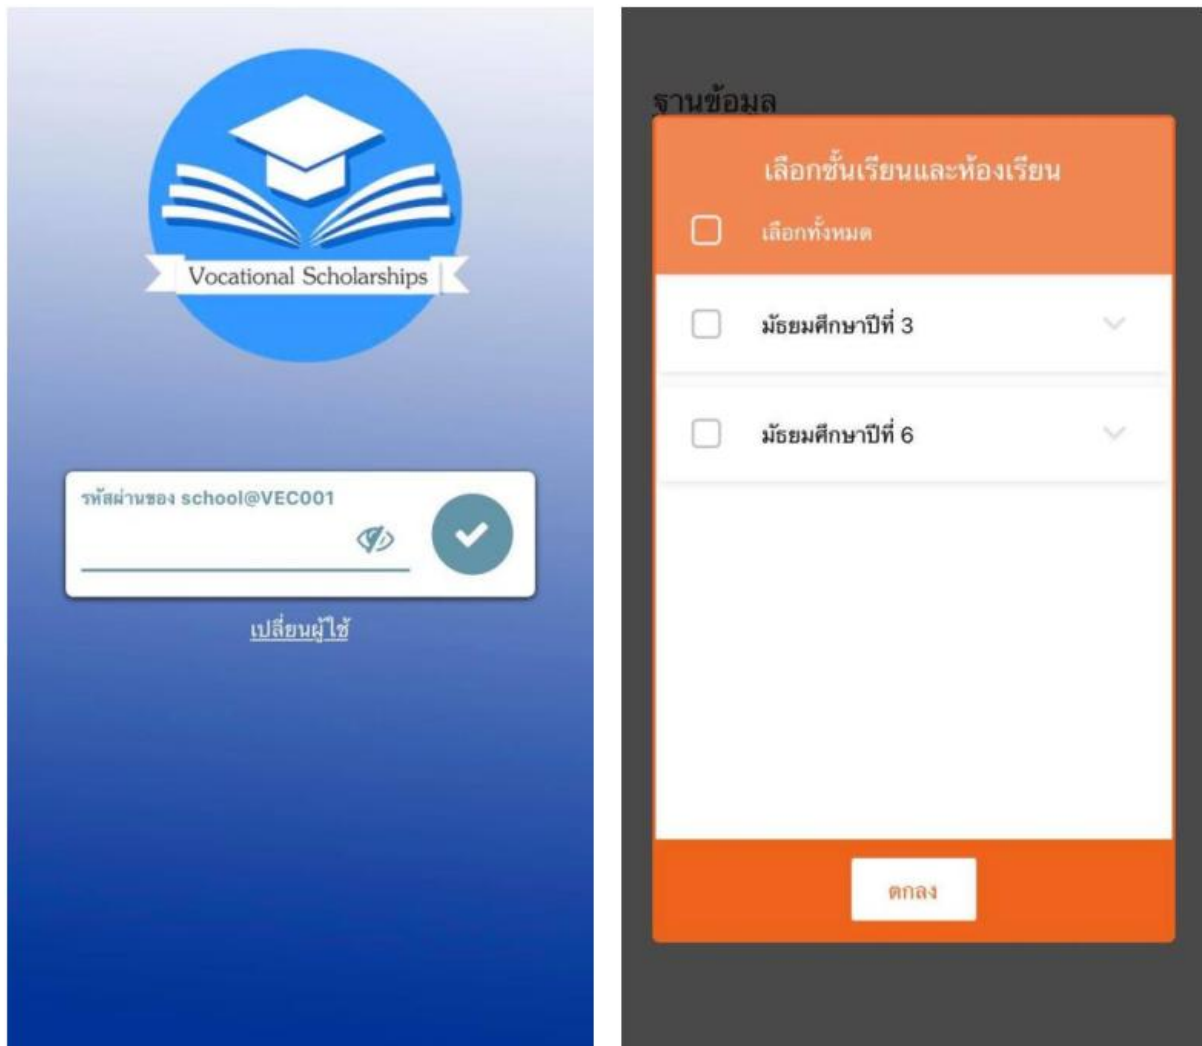 Vocational Scholarships
รหัสผ่านของ school@VEC001
เปลี่ยนผู้ใช้
ฐานข้อมูล
เลือกชั้นเรียนและห้องเรียน
เลือกทั้งหมด
มัธยมศึกษาปีที่ 3
มัธยมศึกษาปีที่ 6
ตกลง